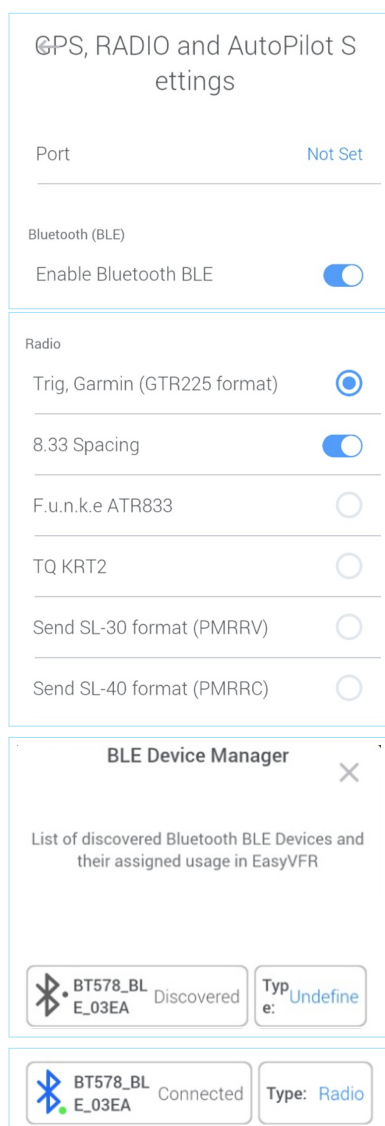 GPS, RADIO and AutoPilot S
ettings
Port Not Set
Bluetooth (BLE)
Enable Bluetooth BLE
Radio
Trig, Garmin (GTR225 format)
8.33 Spacing
F.u.n.k.e ATR833
TQ KRT2
Send SL-30 format (PMRRV)
Send SL-40 format (PMRRC)
BLE Device Manager
List of discovered Bluetooth BLE Devices and
their assigned usage in EasyVFR
BT578_BL
E_03EA
Discovered
Typ
e:
Undefine
BT578_BL
E_03EA
Connected
Type: Radio